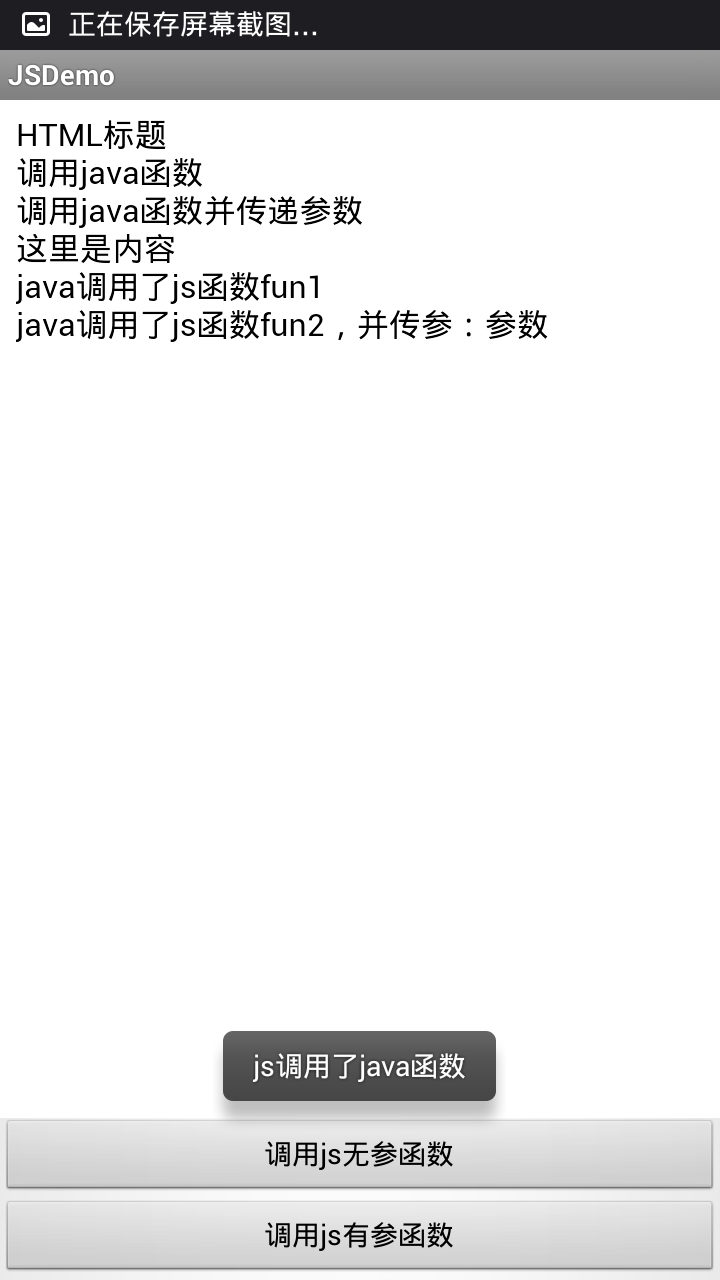 正在保存屏幕截图...
JSDemo
HTML标题
调用java函数
调用java函数并传递参数
这里是内容
java调用了js函数fun1
java调用了js函数fun2，并传参：参数
js调用了java函数
调用js无参函数
调用js有参函数